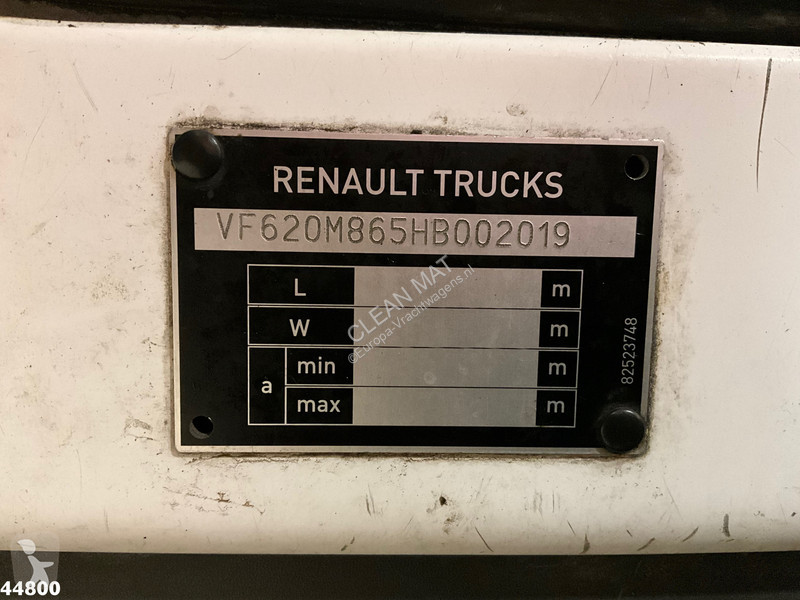 RENAULT TRUCKS
VF620M865HB002019
L m
W m
a min m
max m
82523748
CLEAN MAT
©Europa-Vrachtwagens.nl
44800